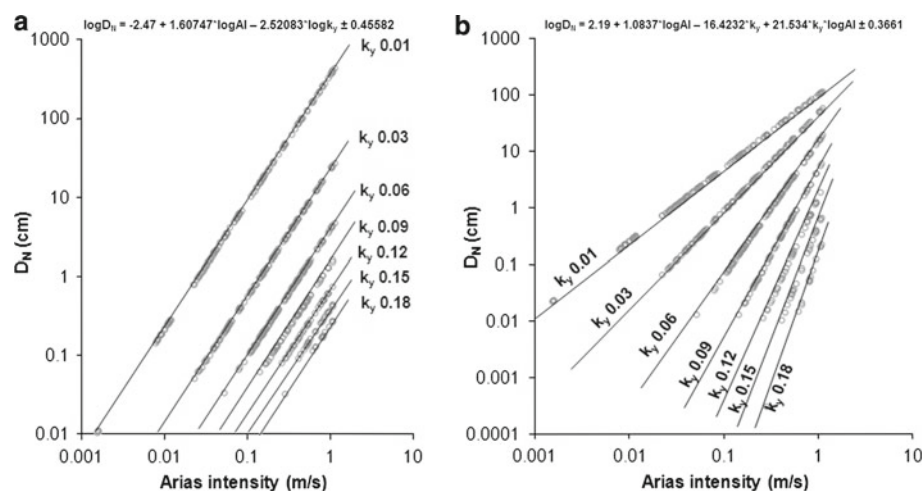 a
logD_N = -2.47 + 1.60747*logAI – 2.52083*logk_y ± 0.45582
1000
100
10
1
0.1
0.01
D_N (cm)
k_y 0.01
k_y 0.03
k_y 0.06
k_y 0.09
k_y 0.12
k_y 0.15
k_y 0.18
0.001 0.01 0.1 1 10
Arias intensity (m/s)
b
logD_N = 2.19 + 1.0837*logAI – 16.4232*k_y + 21.534*k_y*logAI ± 0.3661
1000
100
10
1
0.1
0.01
0.001
0.0001
D_N (cm)
k_y 0.01
k_y 0.03
k_y 0.06
k_y 0.09
k_y 0.12
k_y 0.15
k_y 0.18
0.001 0.01 0.1 1 10
Arias intensity (m/s)